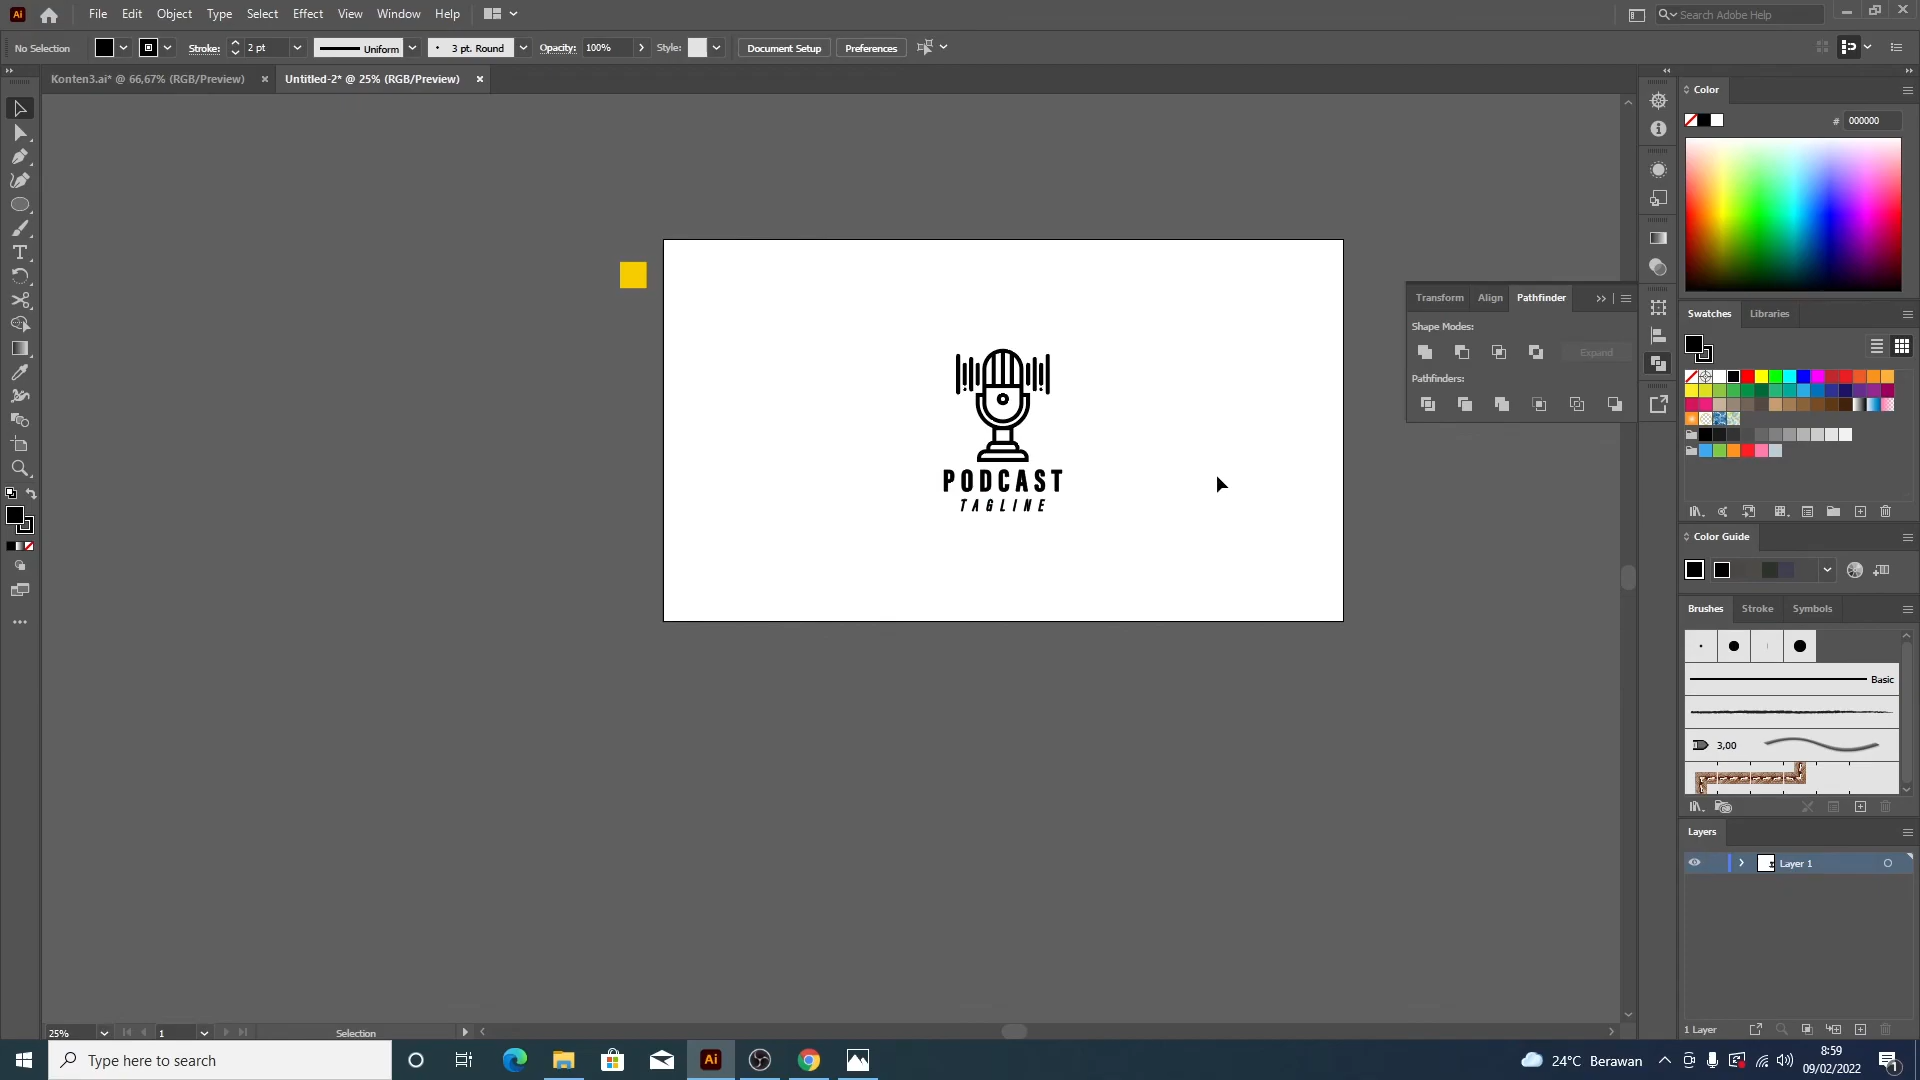 Ai File Edit Object Type Select Effect View Window Help Search Adobe Help
No Selection Stroke: 2 pt Uniform 3 pt. Round Opacity: 100% Style: Document Setup Preferences
Konten3.ai* @ 66,67% (RGB/Preview) Untitled-2* @ 25% (RGB/Preview)
Color
# 000000
Transform Align Pathfinder
Shape Modes:
Expand
Pathfinders:
Swatches Libraries
PODCAST
TAGLINE
Color Guide
Brushes Stroke Symbols
Basic
3,00
Layers
Layer 1
1 Layer
25% 1 Selection
Type here to search
Ai
24°C Berawan
8:59
09/02/2022
1